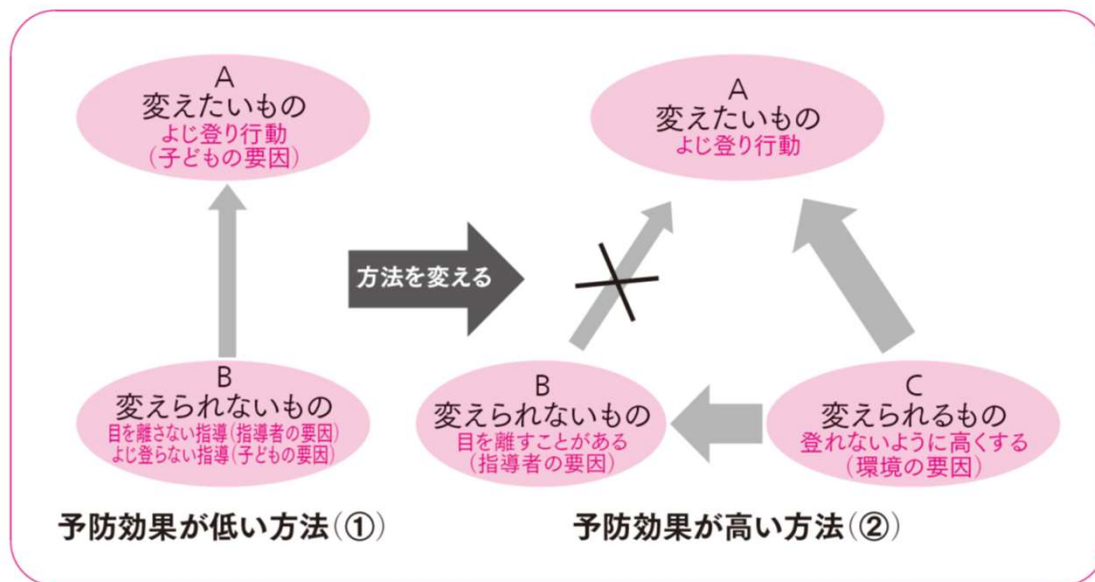 A
変えたいもの
よじ登り行動
(子どもの要因)
B
変えられないもの
目を離さない指導(指導者の要因)
よじ登らない指導(子どもの要因)
予防効果が低い方法(①)
方法を変える
A
変えたいもの
よじ登り行動
B
変えられないもの
目を離すことがある
(指導者の要因)
C
変えられるもの
登れないように高くする
(環境の要因)
予防効果が高い方法(②)